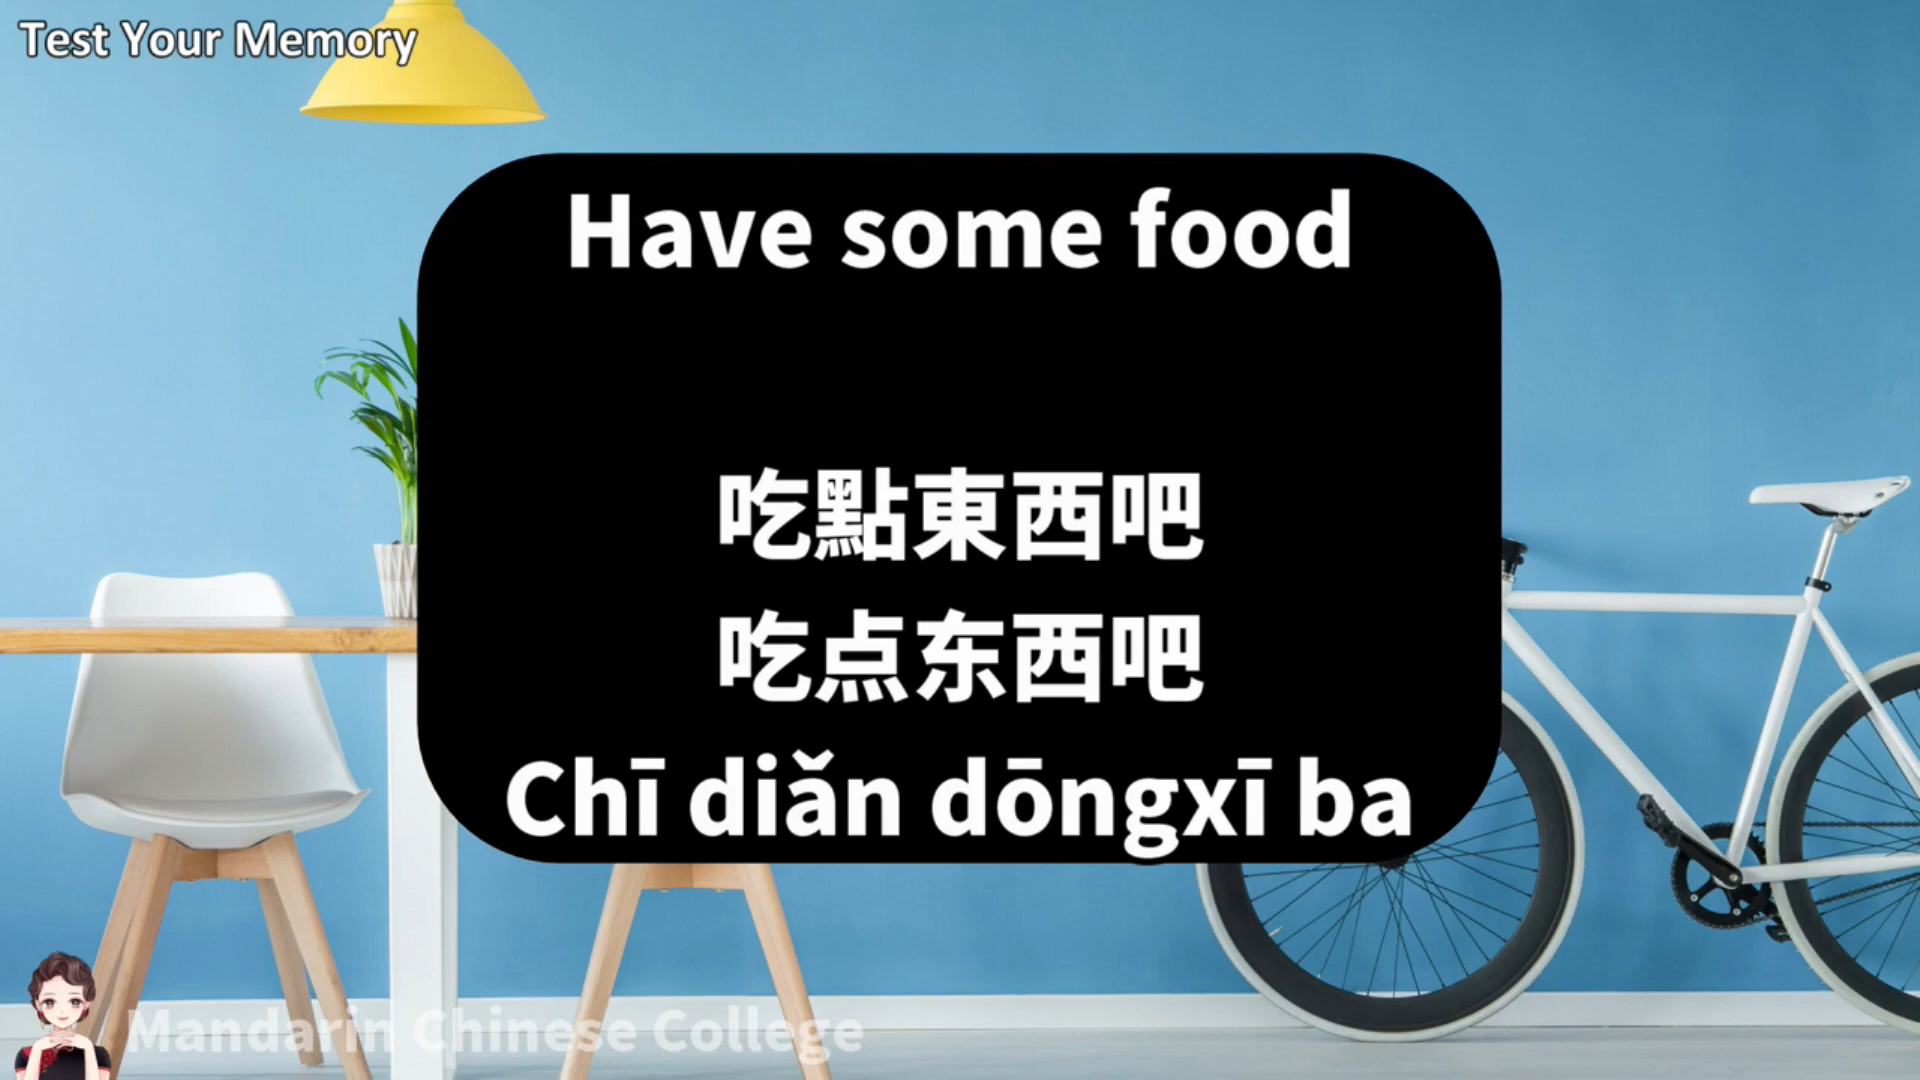 Test Your Memory
Have some food
吃點東西吧
吃点东西吧
Chī diǎn dōngxī ba
Mandarin Chinese College